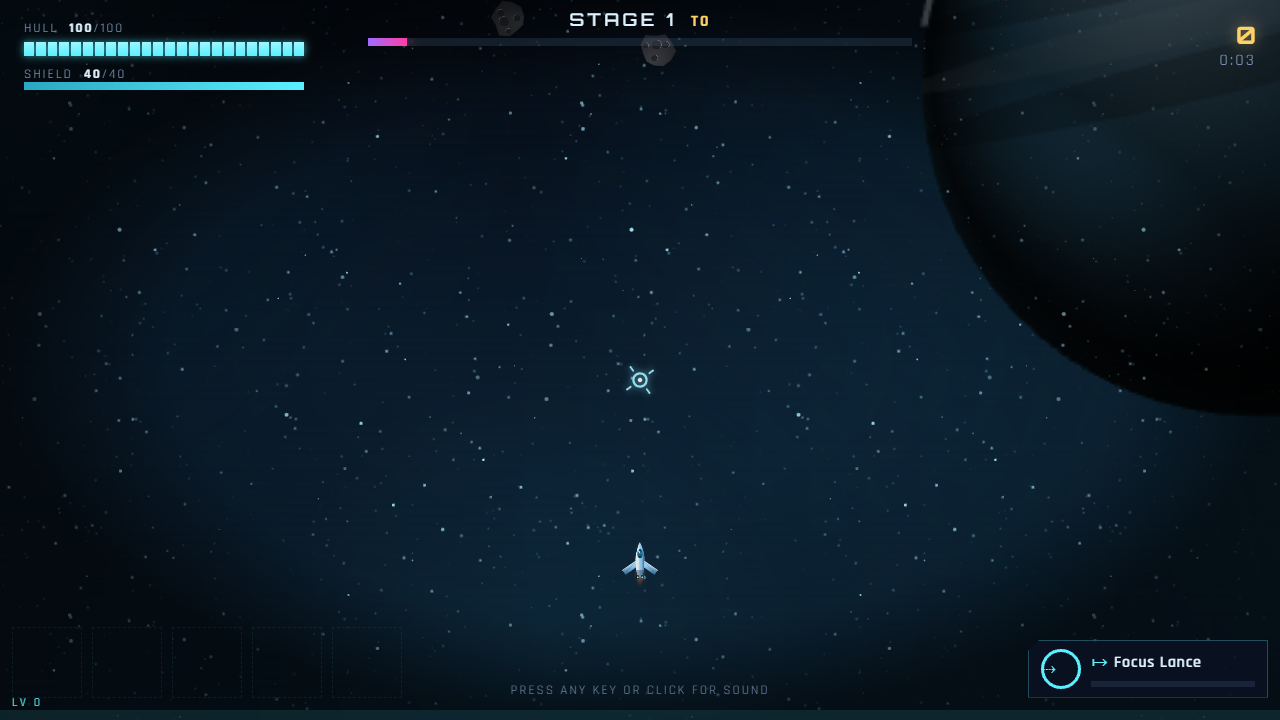 HULL 100/100
SHIELD 40/40
STAGE 1 T0
0
0:03
Focus Lance
PRESS ANY KEY OR CLICK FOR SOUND
LV 0